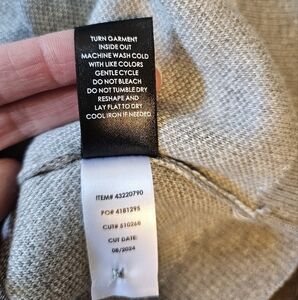 TURN GARMENT
INSIDE OUT
MACHINE WASH COLD
WITH LIKE COLORS
GENTLE CYCLE
DO NOT BLEACH
DO NOT TUMBLE DRY
RESHAPE AND
LAY FLAT TO DRY
COOL IRON IF NEEDED
ITEM# 43220790
PO# 4181295
CUT# 510268
CUT DATE:
08/2024